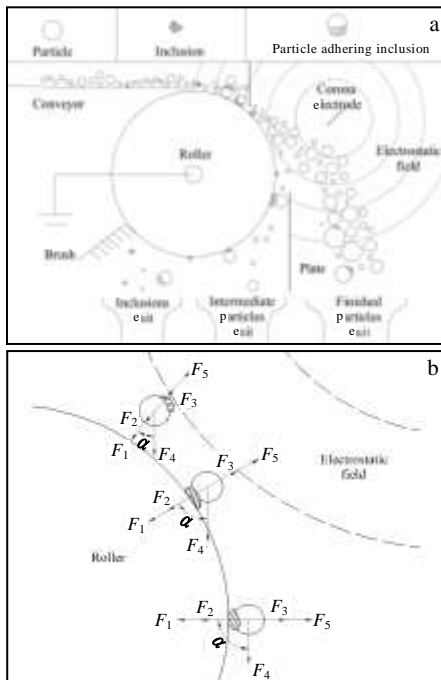 a
Particle
Inclusion
Particle adhering inclusion
Conveyor
Corona
electrode
Roller
Electrostatic
field
Brush
Plate
Inclusions
exit
Intermediate
particles
exit
Finished
particles
exit
b
F5
F3
F2
F1
α
F4
F3
F5
Electrostatic
field
F2
F1
α
F4
Roller
F1
F2
F3
F5
α
F4